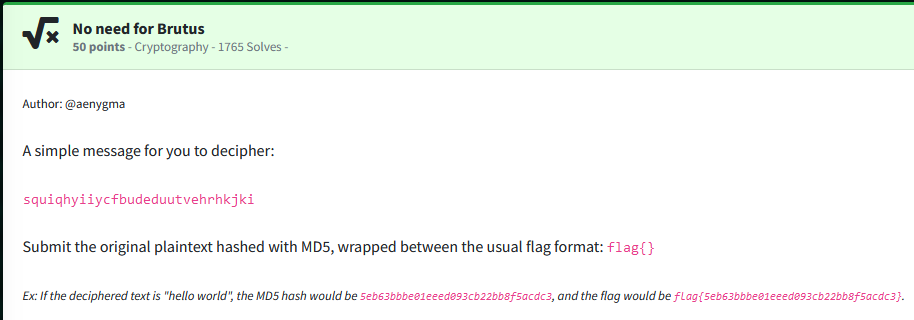 No need for Brutus
50 points - Cryptography - 1765 Solves -
Author: @aenygma
A simple message for you to decipher:
squiqhyiiycfbudeduutvehrhkjki
Submit the original plaintext hashed with MD5, wrapped between the usual flag format: flag{}
Ex: If the deciphered text is "hello world", the MD5 hash would be 5eb63bbbe01eeed093cb22bb8f5acdc3, and the flag would be flag{5eb63bbbe01eeed093cb22bb8f5acdc3}.